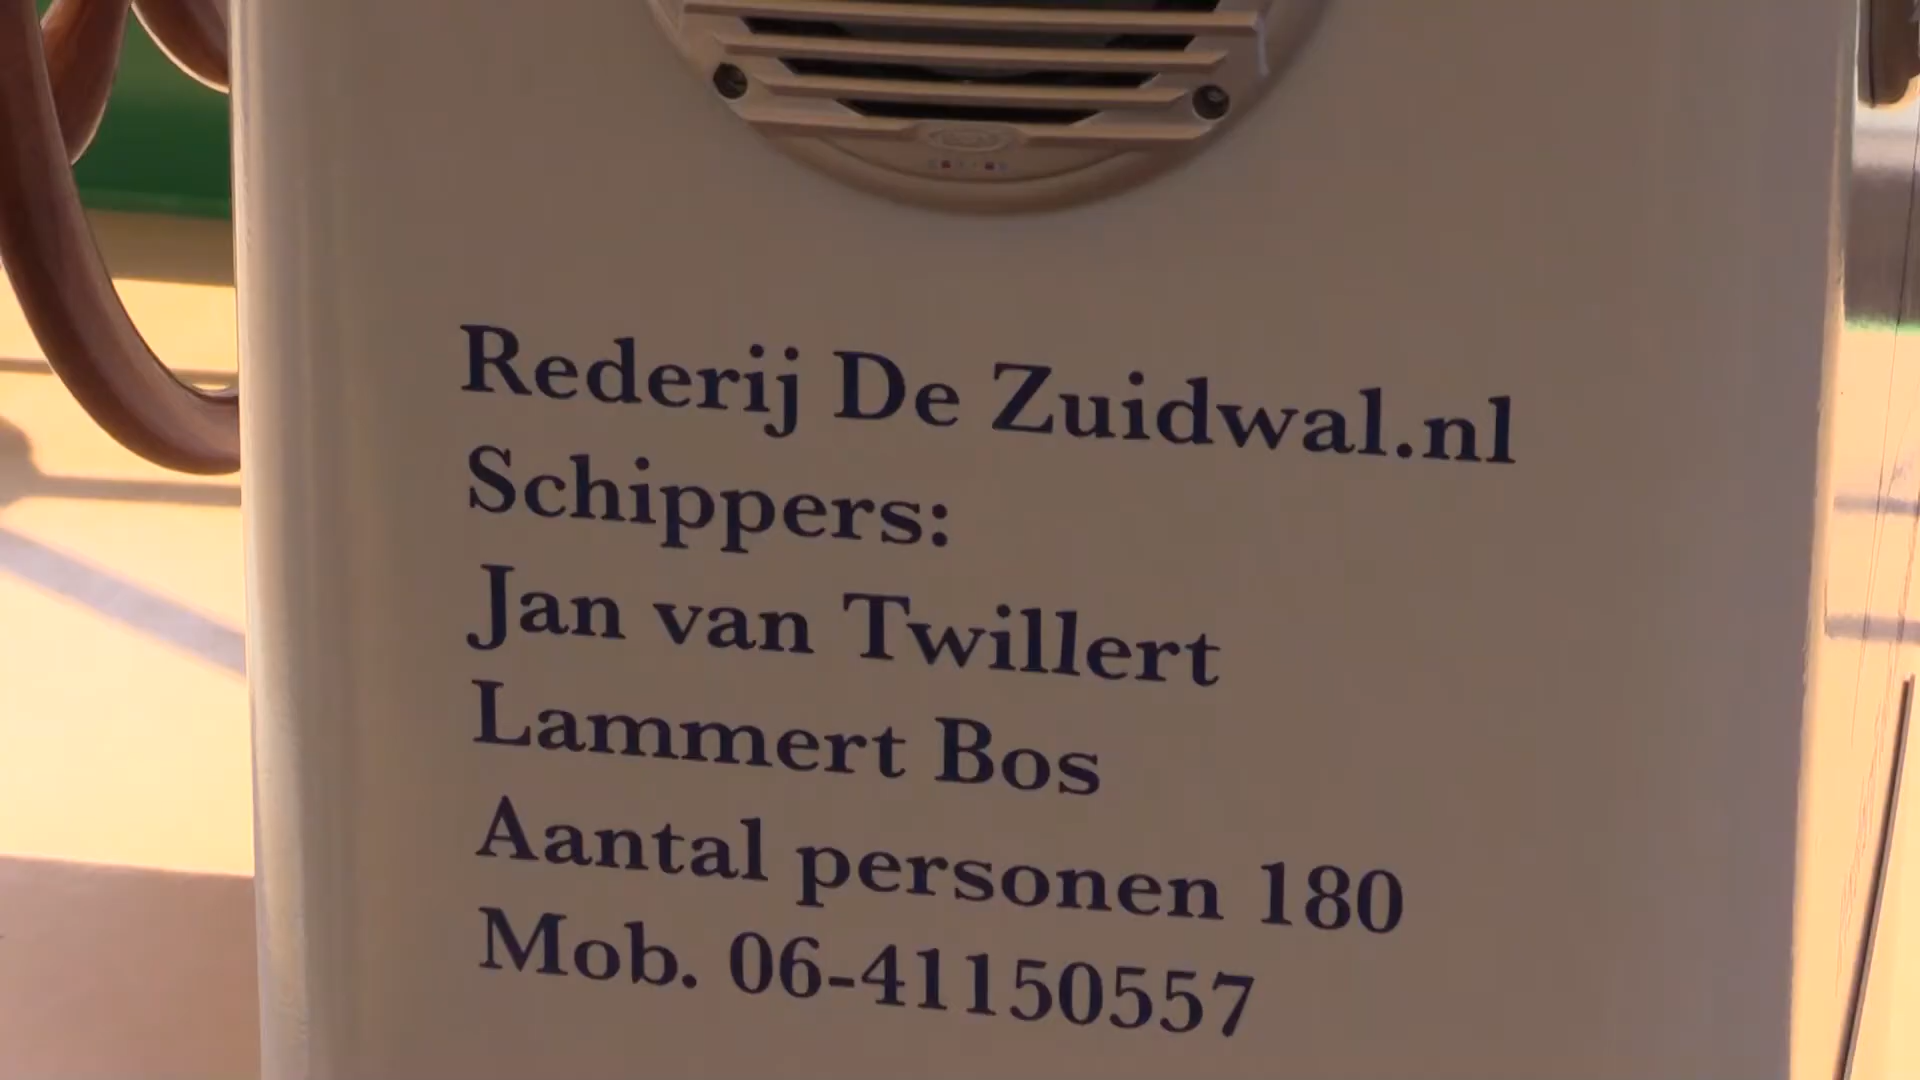 Rederij De Zuidwal.nl
Schippers:
Jan van Twillert
Lammert Bos
Aantal personen 180
Mob. 06-41150557